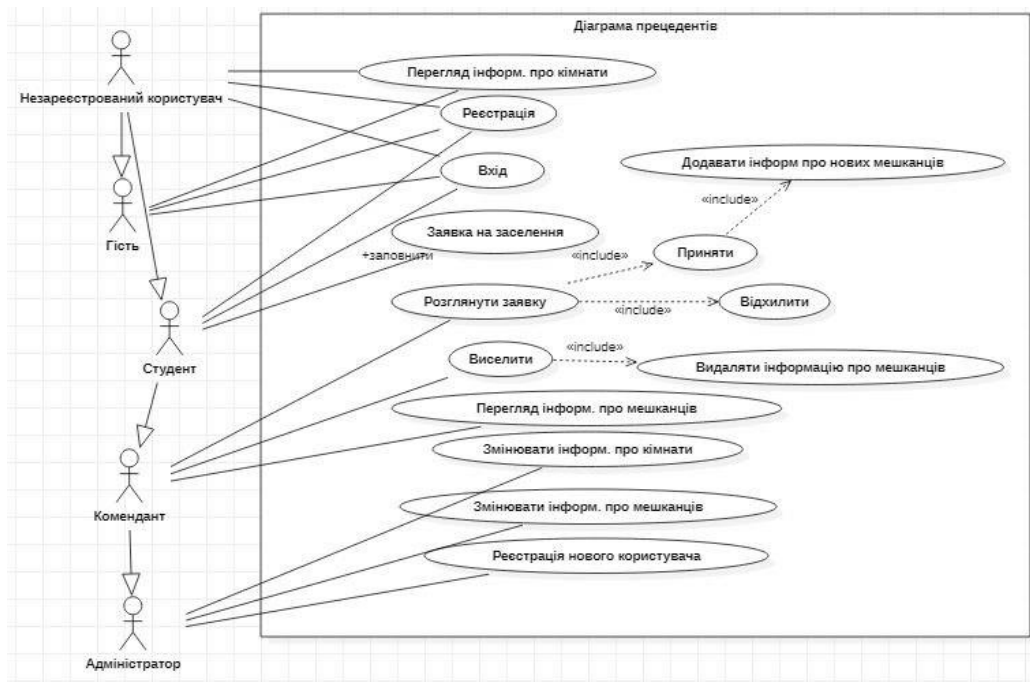 Діаграма прецедентів
Незареєстрований користувач
Перегляд інформ. про кімнати
Реєстрація
Вхід
Додавати інформ про нових мешканців
«include»
Гість
Заявка на заселення
+заповнити
«include»
Приняти
Розглянути заявку
«include»
Відхилити
Студент
Виселити
«include»
Видаляти інформацію про мешканців
Перегляд інформ. про мешканців
Змінювати інформ. про кімнати
Комендант
Змінювати інформ. про мешканців
Реєстрація нового користувача
Адміністратор